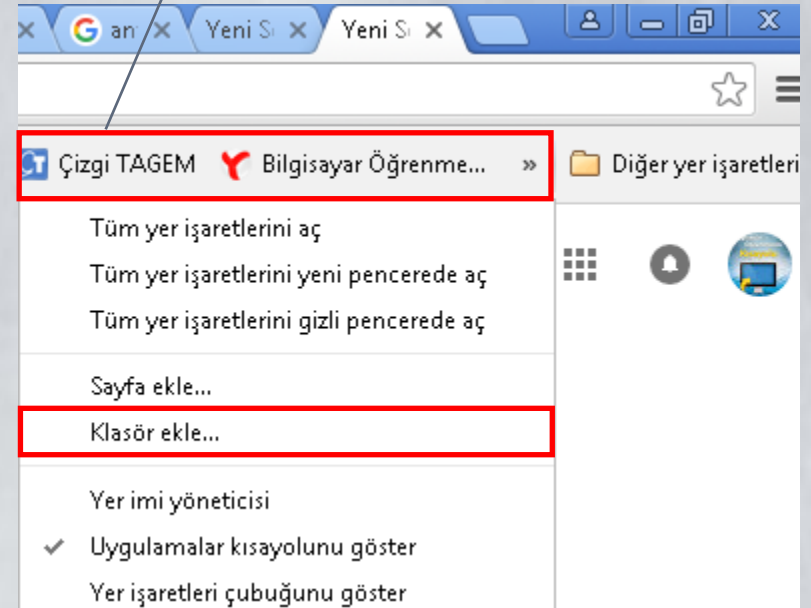 an
Yeni S
Yeni S
Çizgi TAGEM Bilgisayar Öğrenme... » Diğer yer işaretleri
Tüm yer işaretlerini aç
Tüm yer işaretlerini yeni pencerede aç
Tüm yer işaretlerini gizli pencerede aç
Sayfa ekle...
Klasör ekle...
Yer imi yöneticisi
Uygulamalar kısayolunu göster
Yer işaretleri çubuğunu göster